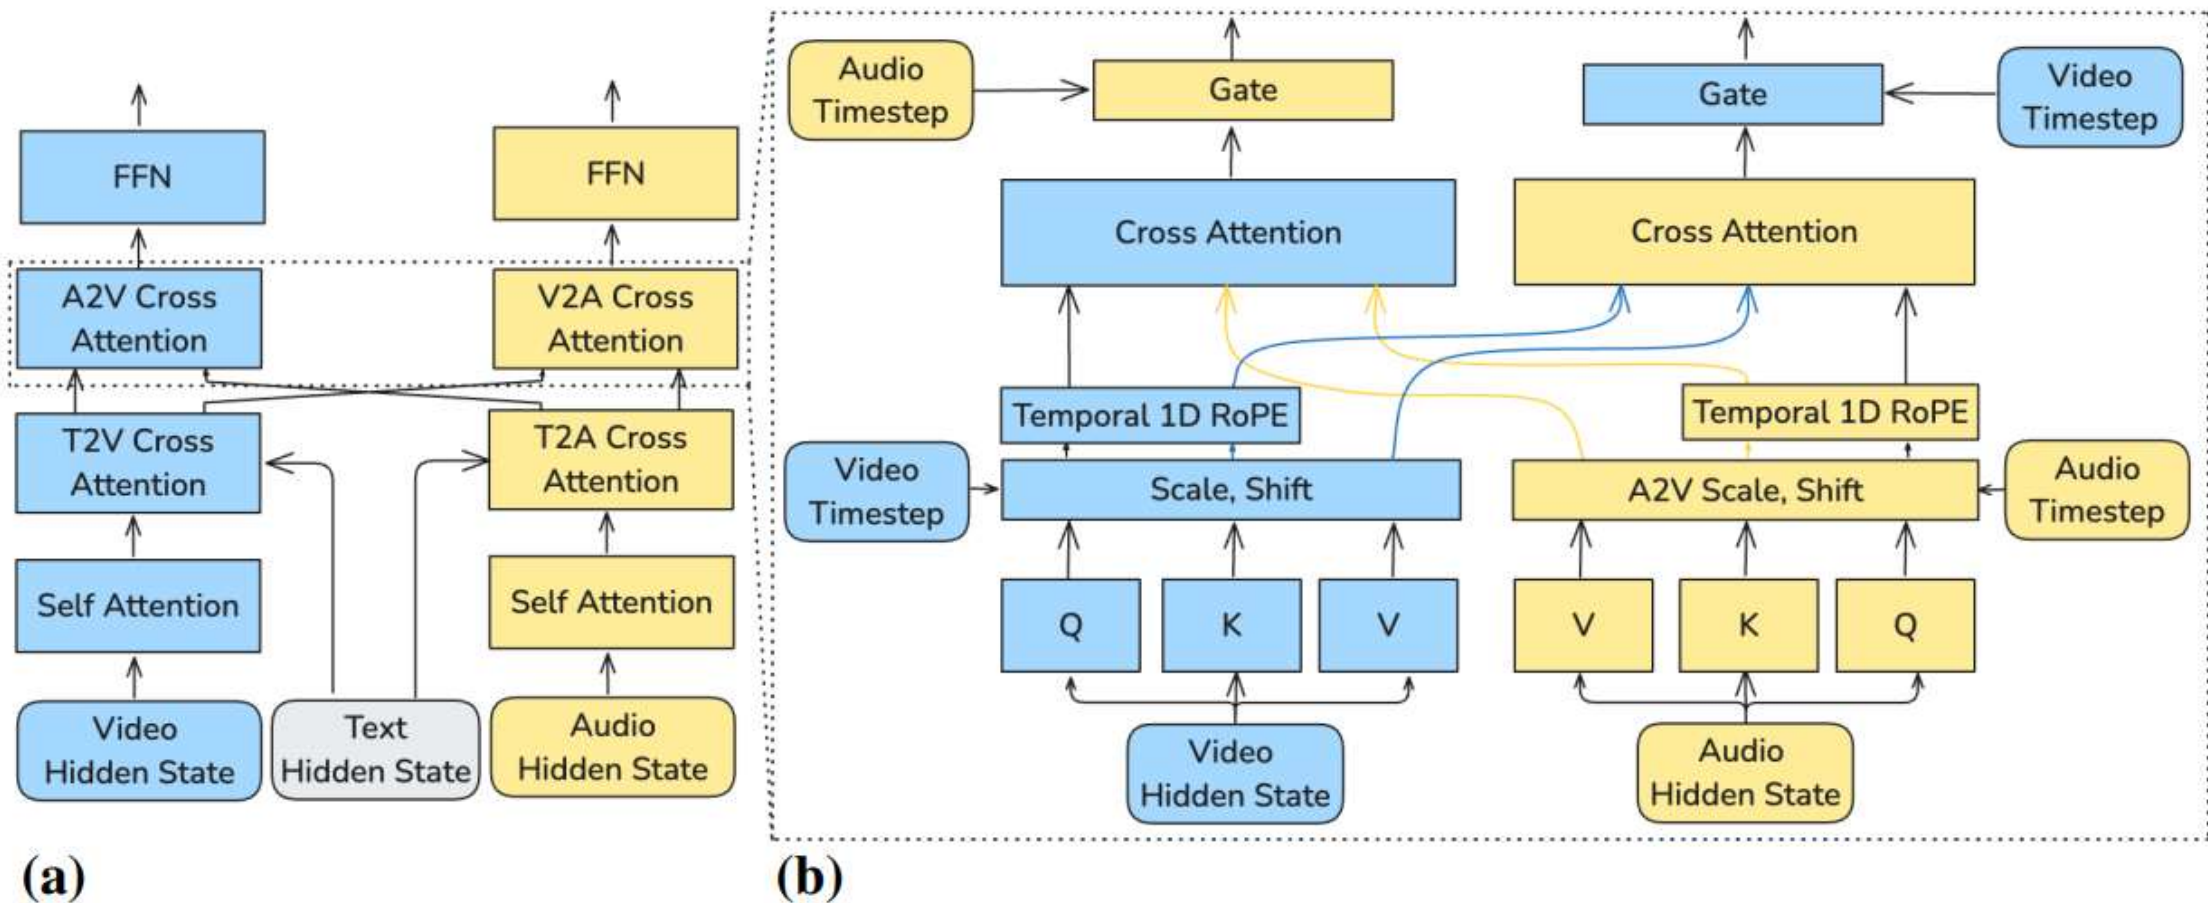 FFN
FFN
A2V Cross
Attention
V2A Cross
Attention
T2V Cross
Attention
T2A Cross
Attention
Self Attention
Self Attention
Video
Hidden State
Text
Hidden State
Audio
Hidden State
(a)
Audio
Timestep
Gate
Gate
Video
Timestep
Cross Attention
Cross Attention
Temporal 1D RoPE
Temporal 1D RoPE
Video
Timestep
Scale, Shift
A2V Scale, Shift
Audio
Timestep
Q
K
V
V
K
Q
Video
Hidden State
Audio
Hidden State
(b)